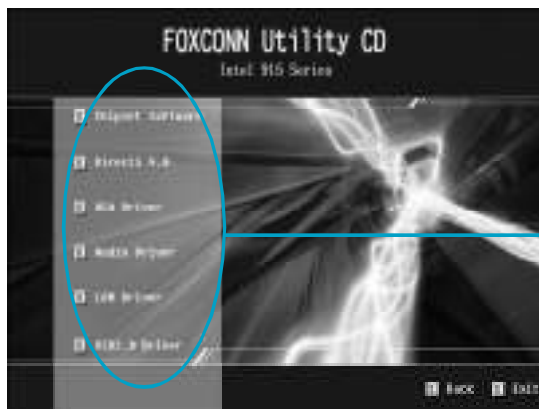 FOXCONN Utility CD
Intel 915 Series
Chipset Software
DirectX 9.0
VGA Driver
Audio Driver
LAN Driver
Driver
Back Exit